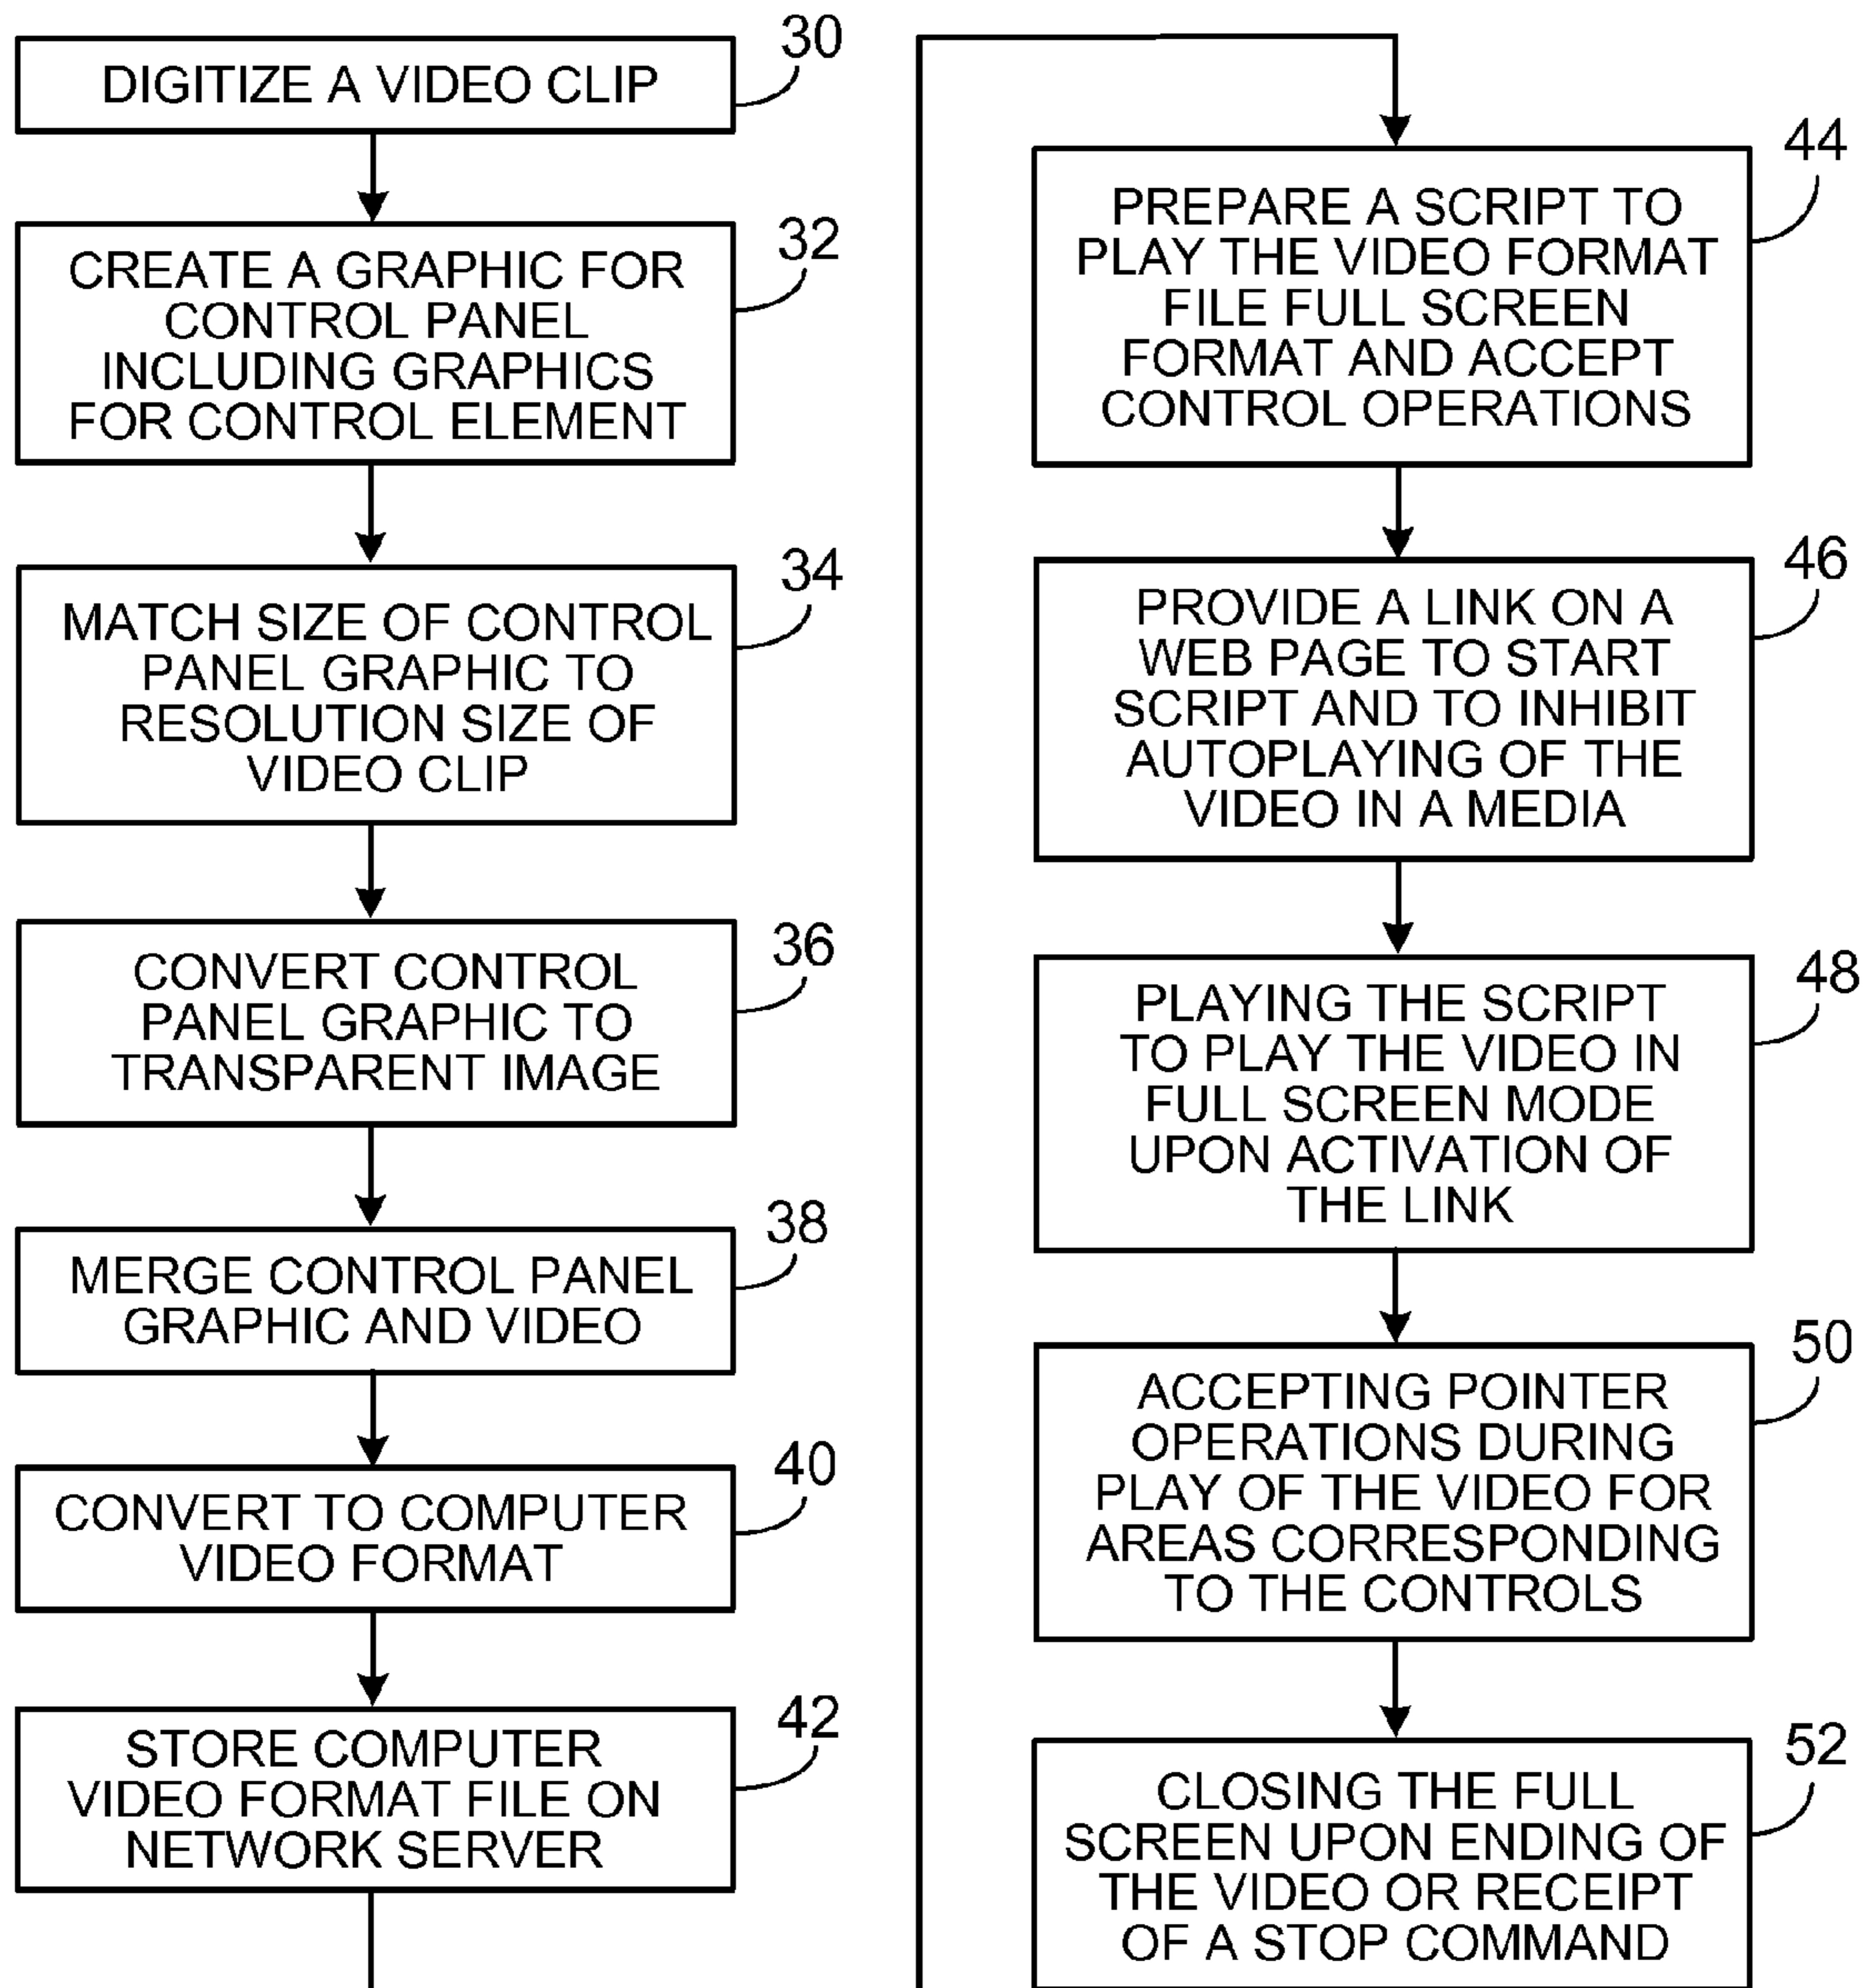 30
DIGITIZE A VIDEO CLIP
32
CREATE A GRAPHIC FOR
CONTROL PANEL
INCLUDING GRAPHICS
FOR CONTROL ELEMENT
34
MATCH SIZE OF CONTROL
PANEL GRAPHIC TO
RESOLUTION SIZE OF
VIDEO CLIP
36
CONVERT CONTROL
PANEL GRAPHIC TO
TRANSPARENT IMAGE
38
MERGE CONTROL PANEL
GRAPHIC AND VIDEO
40
CONVERT TO COMPUTER
VIDEO FORMAT
42
STORE COMPUTER
VIDEO FORMAT FILE ON
NETWORK SERVER
44
PREPARE A SCRIPT TO
PLAY THE VIDEO FORMAT
FILE FULL SCREEN
FORMAT AND ACCEPT
CONTROL OPERATIONS
46
PROVIDE A LINK ON A
WEB PAGE TO START
SCRIPT AND TO INHIBIT
AUTOPLAYING OF THE
VIDEO IN A MEDIA
48
PLAYING THE SCRIPT
TO PLAY THE VIDEO IN
FULL SCREEN MODE
UPON ACTIVATION OF
THE LINK
50
ACCEPTING POINTER
OPERATIONS DURING
PLAY OF THE VIDEO FOR
AREAS CORRESPONDING
TO THE CONTROLS
52
CLOSING THE FULL
SCREEN UPON ENDING OF
THE VIDEO OR RECEIPT
OF A STOP COMMAND